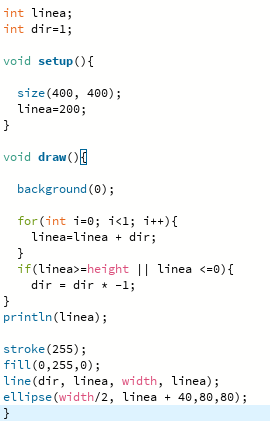 int linea;
int dir=1;
void setup(){
size(400, 400);
linea=200;
}
void draw(){
background(0);
for(int i=0; i<1; i++){
linea=linea + dir;
}
if(linea>=height || linea <=0){
dir = dir * -1;
}
println(linea);
stroke(255);
fill(0,255,0);
line(dir, linea, width, linea);
ellipse(width/2, linea + 40,80,80);
}